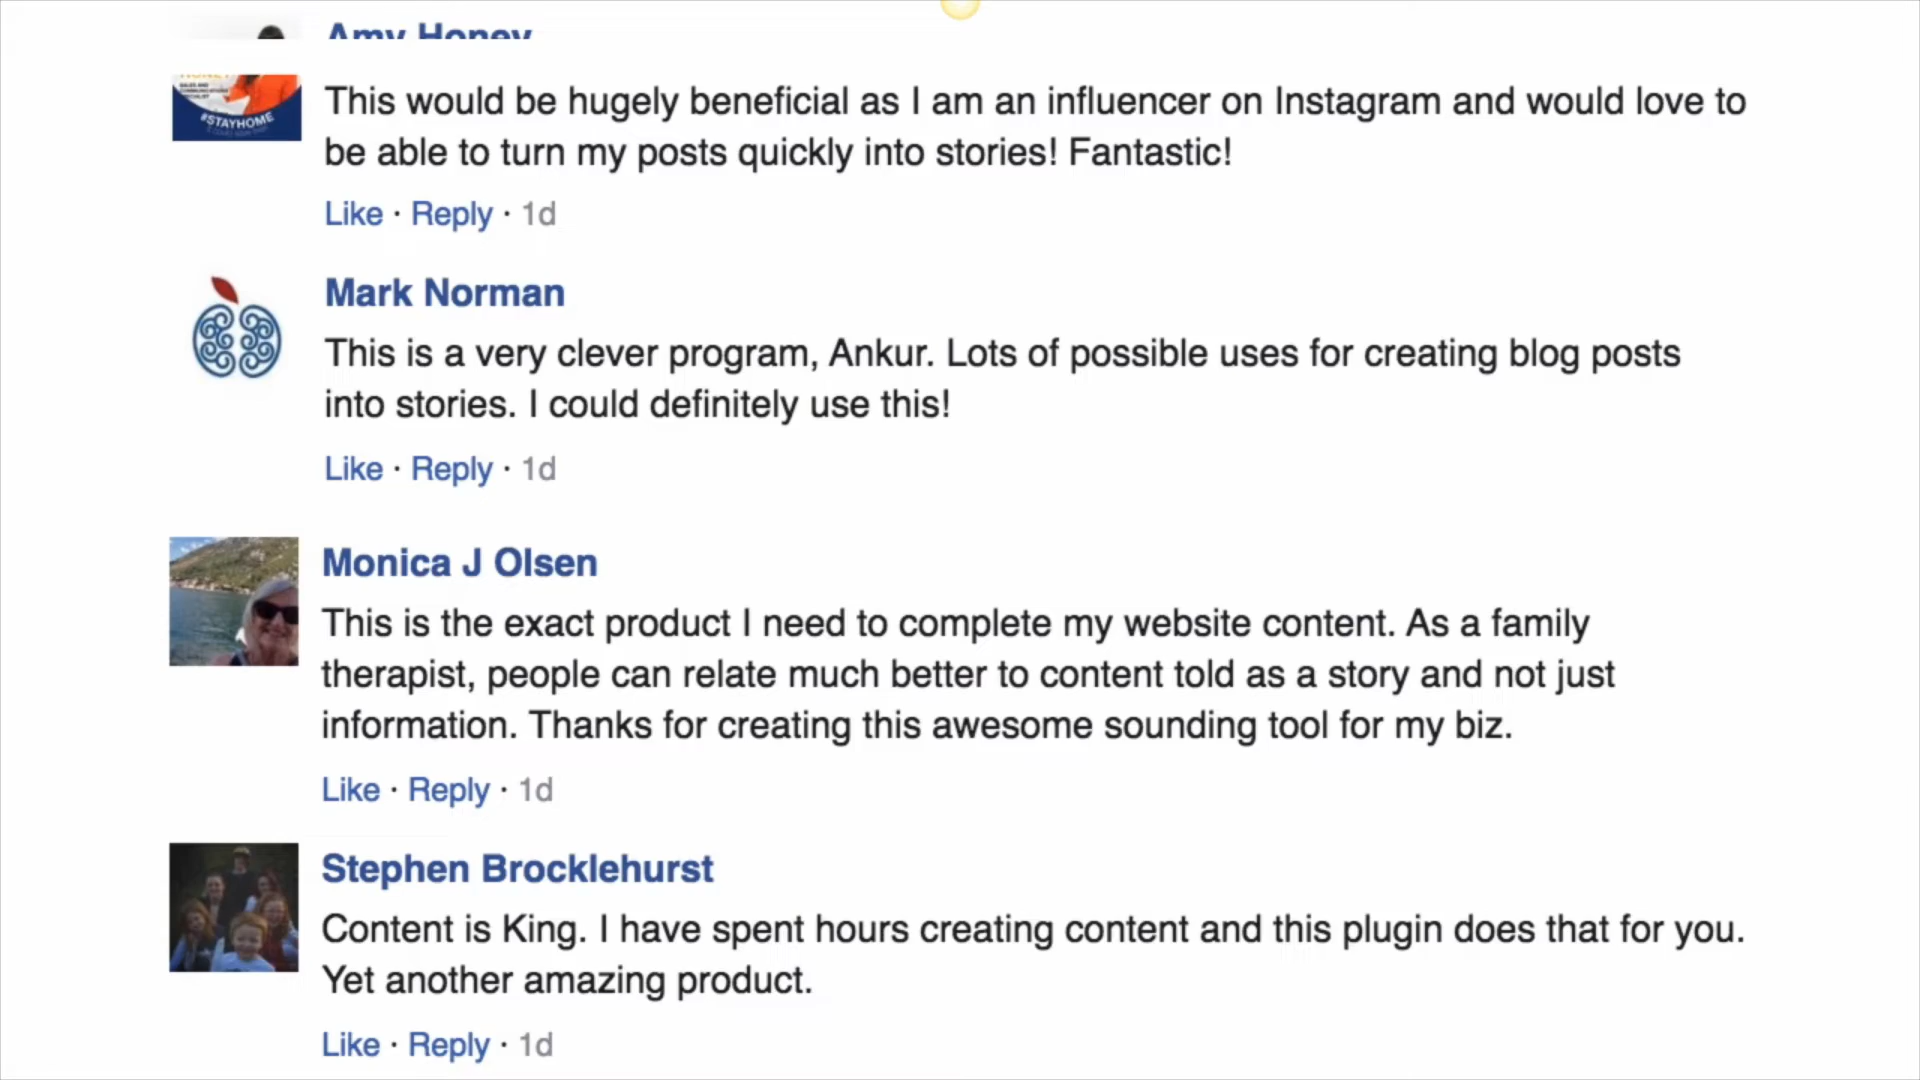 Amy Honey
#STAYHOME
This would be hugely beneficial as I am an influencer on Instagram and would love to
be able to turn my posts quickly into stories! Fantastic!
Like · Reply · 1d
Mark Norman
This is a very clever program, Ankur. Lots of possible uses for creating blog posts
into stories. I could definitely use this!
Like · Reply · 1d
Monica J Olsen
This is the exact product I need to complete my website content. As a family
therapist, people can relate much better to content told as a story and not just
information. Thanks for creating this awesome sounding tool for my biz.
Like · Reply · 1d
Stephen Brocklehurst
Content is King. I have spent hours creating content and this plugin does that for you.
Yet another amazing product.
Like · Reply · 1d